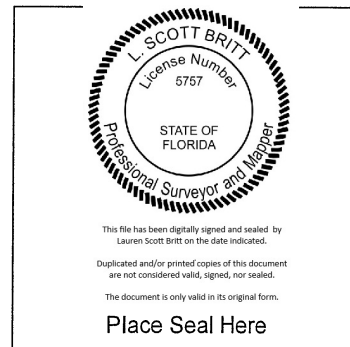 L. SCOTT BRITT
License Number
5757
STATE OF
FLORIDA
Professional Surveyor and Mapper
This file has been digitally signed and sealed by
Lauren Scott Britt on the date indicated.
Duplicated and/or printed copies of this document
are not considered valid, signed, nor sealed.
The document is only valid in its original form.
Place Seal Here